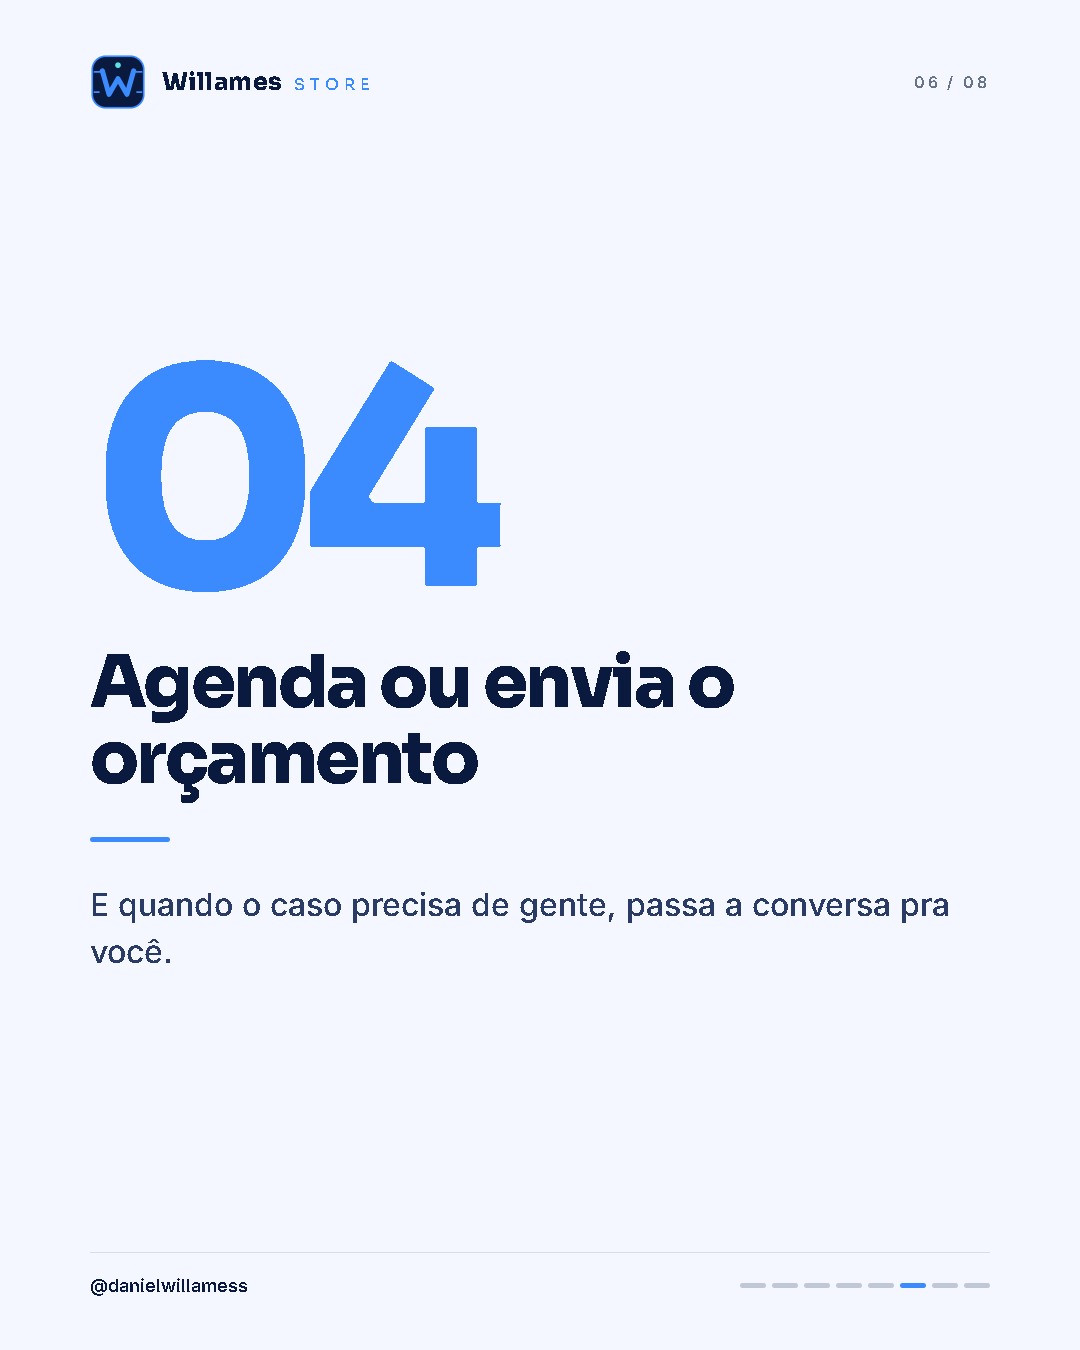 W Willames STORE
06 / 08
04
Agenda ou envia o
orçamento
E quando o caso precisa de gente, passa a conversa pra
você.
@danielwillamess